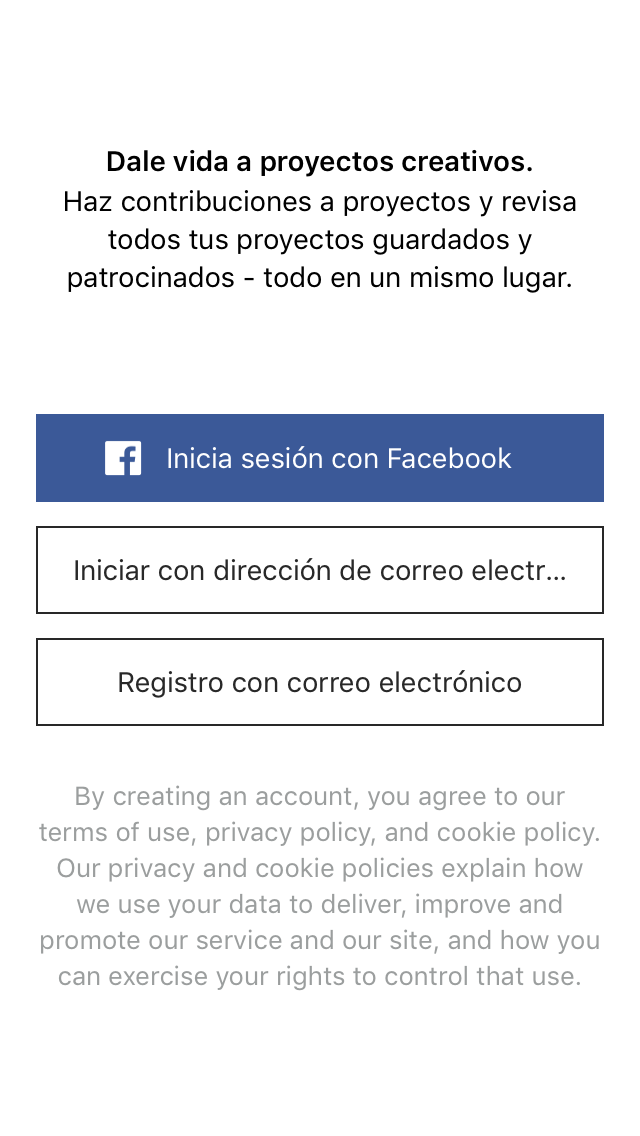 Dale vida a proyectos creativos.
Haz contribuciones a proyectos y revisa
todos tus proyectos guardados y
patrocinados - todo en un mismo lugar.
Inicia sesión con Facebook
Iniciar con dirección de correo electr...
Registro con correo electrónico
By creating an account, you agree to our
terms of use, privacy policy, and cookie policy.
Our privacy and cookie policies explain how
we use your data to deliver, improve and
promote our service and our site, and how you
can exercise your rights to control that use.